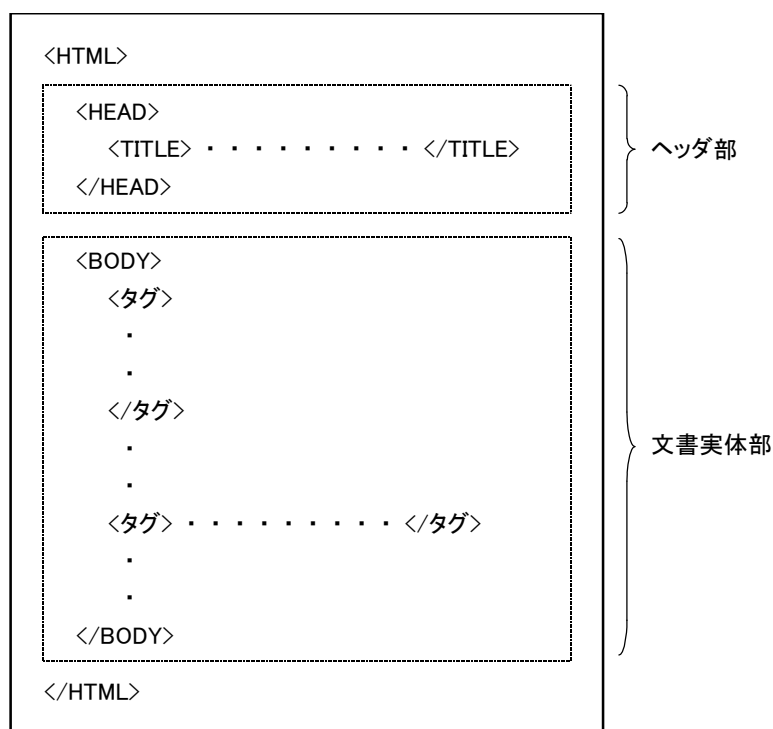 <HTML>
<HEAD>
<TITLE>・・・・・・・・・</TITLE>
</HEAD>
ヘッダ部
<BODY>
<タグ>
・
・
</タグ>
・
・
<タグ>・・・・・・・・・</タグ>
・
・
</BODY>
文書実体部
</HTML>